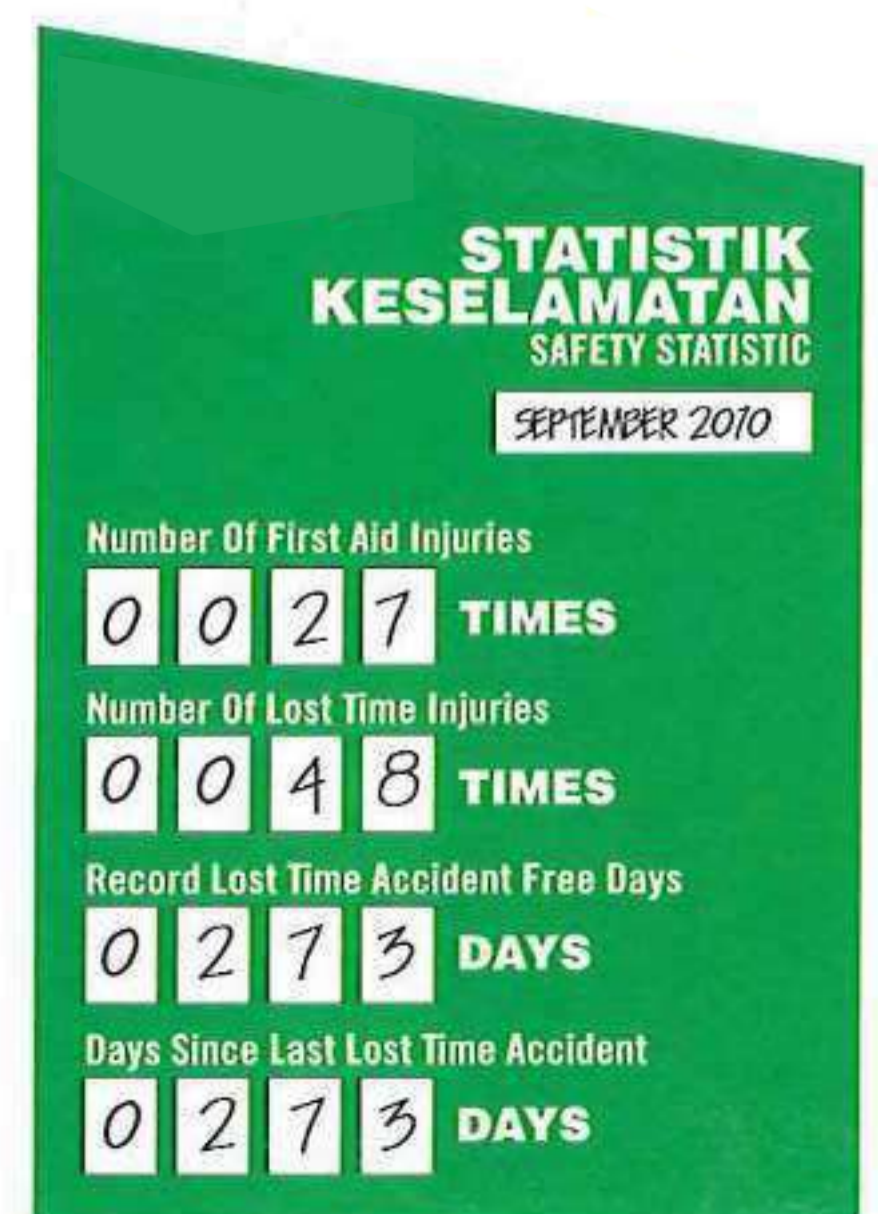 STATISTIK
KESELAMATAN
SAFETY STATISTIC
SEPTEMBER 2010
Number Of First Aid Injuries
0 0 2 7 TIMES
Number Of Lost Time Injuries
0 0 4 8 TIMES
Record Lost Time Accident Free Days
0 2 7 3 DAYS
Days Since Last Lost Time Accident
0 2 7 3 DAYS